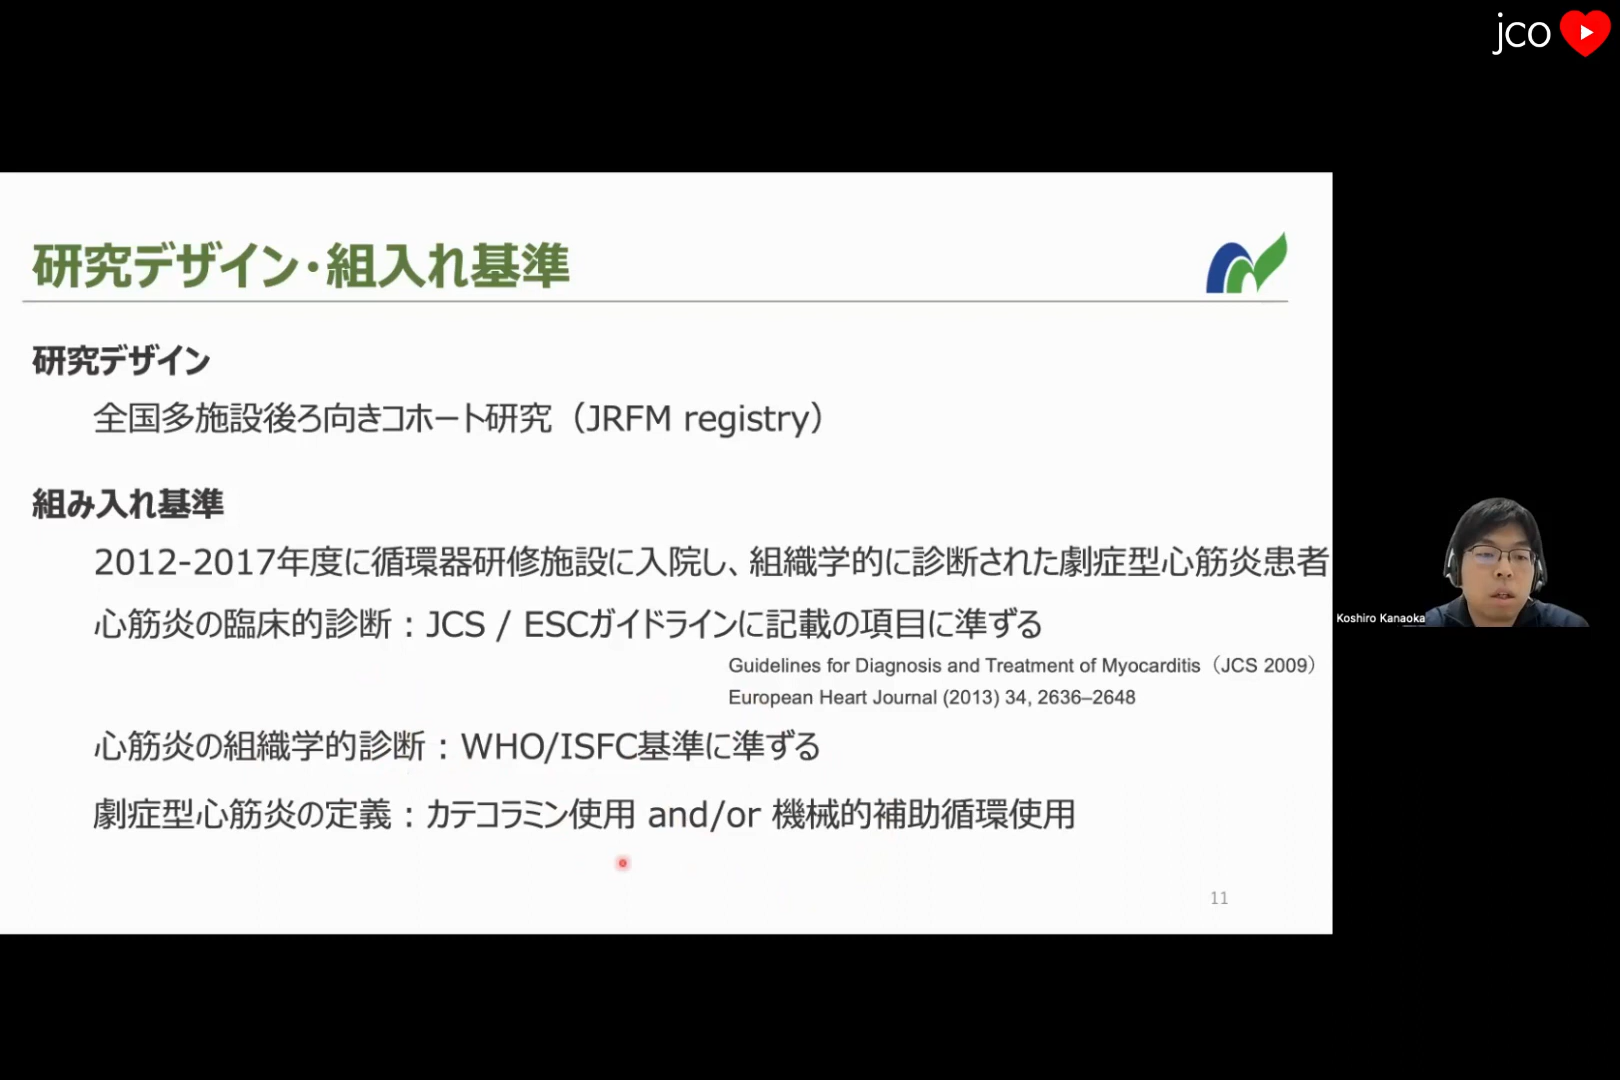 jco
研究デザイン・組入れ基準
研究デザイン
全国多施設後ろ向きコホート研究（JRFM registry）
組み入れ基準
2012-2017年度に循環器研修施設に入院し、組織学的に診断された劇症型心筋炎患者
心筋炎の臨床的診断：JCS / ESCガイドラインに記載の項目に準ずる
Guidelines for Diagnosis and Treatment of Myocarditis（JCS 2009）
European Heart Journal (2013) 34, 2636–2648
心筋炎の組織学的診断：WHO/ISFC基準に準ずる
劇症型心筋炎の定義：カテコラミン使用 and/or 機械的補助循環使用
11
Koshiro Kanaoka